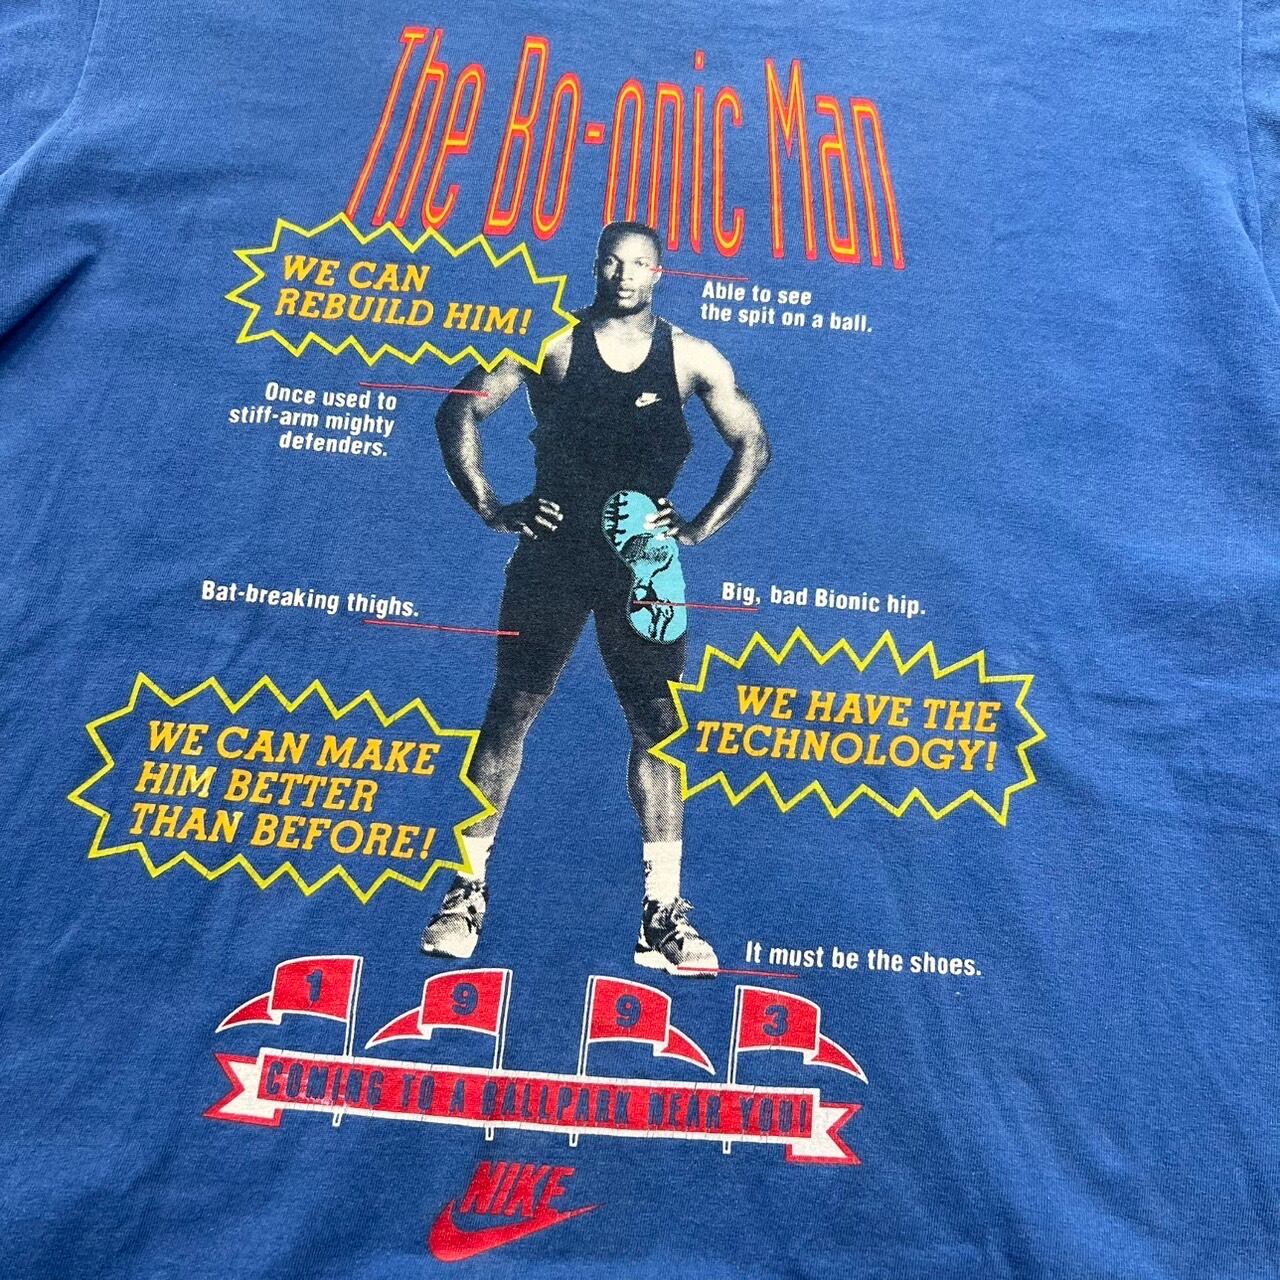 The Bo-onic Man
WE CAN
REBUILD HIM!
Able to see
the spit on a ball.
Once used to
stiff-arm mighty
defenders.
Bat-breaking thighs.
Big, bad Bionic hip.
WE HAVE THE
TECHNOLOGY!
WE CAN MAKE
HIM BETTER
THAN BEFORE!
It must be the shoes.
1 9 9 3
COMING TO A BALLPARK NEAR YOU!
NIKE